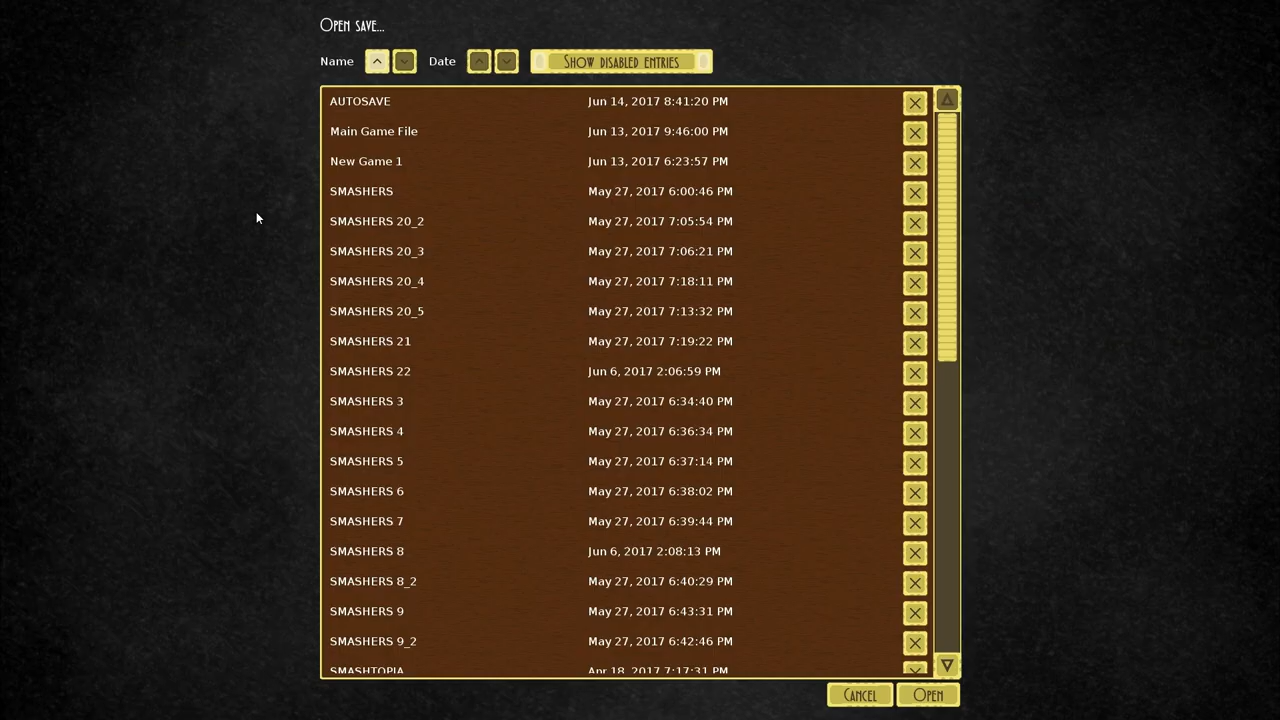 OPEN SAVE...
Name Date SHOW DISABLED ENTRIES
AUTOSAVE Jun 14, 2017 8:41:20 PM
Main Game File Jun 13, 2017 9:46:00 PM
New Game 1 Jun 13, 2017 6:23:57 PM
SMASHERS May 27, 2017 6:00:46 PM
SMASHERS 20_2 May 27, 2017 7:05:54 PM
SMASHERS 20_3 May 27, 2017 7:06:21 PM
SMASHERS 20_4 May 27, 2017 7:18:11 PM
SMASHERS 20_5 May 27, 2017 7:13:32 PM
SMASHERS 21 May 27, 2017 7:19:22 PM
SMASHERS 22 Jun 6, 2017 2:06:59 PM
SMASHERS 3 May 27, 2017 6:34:40 PM
SMASHERS 4 May 27, 2017 6:36:34 PM
SMASHERS 5 May 27, 2017 6:37:14 PM
SMASHERS 6 May 27, 2017 6:38:02 PM
SMASHERS 7 May 27, 2017 6:39:44 PM
SMASHERS 8 Jun 6, 2017 2:08:13 PM
SMASHERS 8_2 May 27, 2017 6:40:29 PM
SMASHERS 9 May 27, 2017 6:43:31 PM
SMASHERS 9_2 May 27, 2017 6:42:46 PM
SMASHTOPIA Apr 18, 2017 7:17:31 PM
CANCEL OPEN